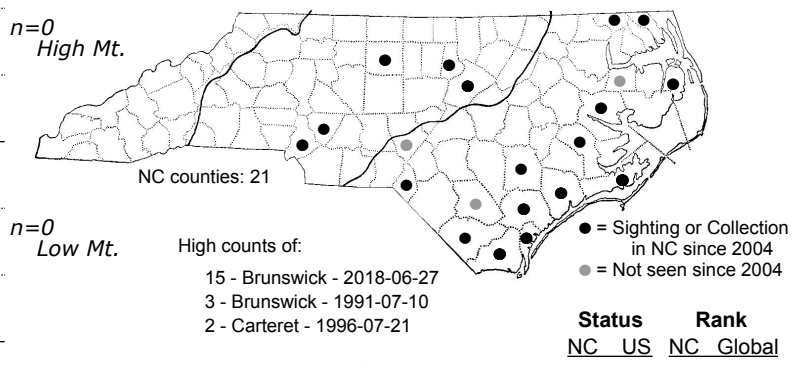 n=0
High Mt.
NC counties: 21
n=0
Low Mt.
High counts of:
15 - Brunswick - 2018-06-27
3 - Brunswick - 1991-07-10
2 - Carteret - 1996-07-21
● = Sighting or Collection
in NC since 2004
● = Not seen since 2004
Status Rank
NC US NC Global